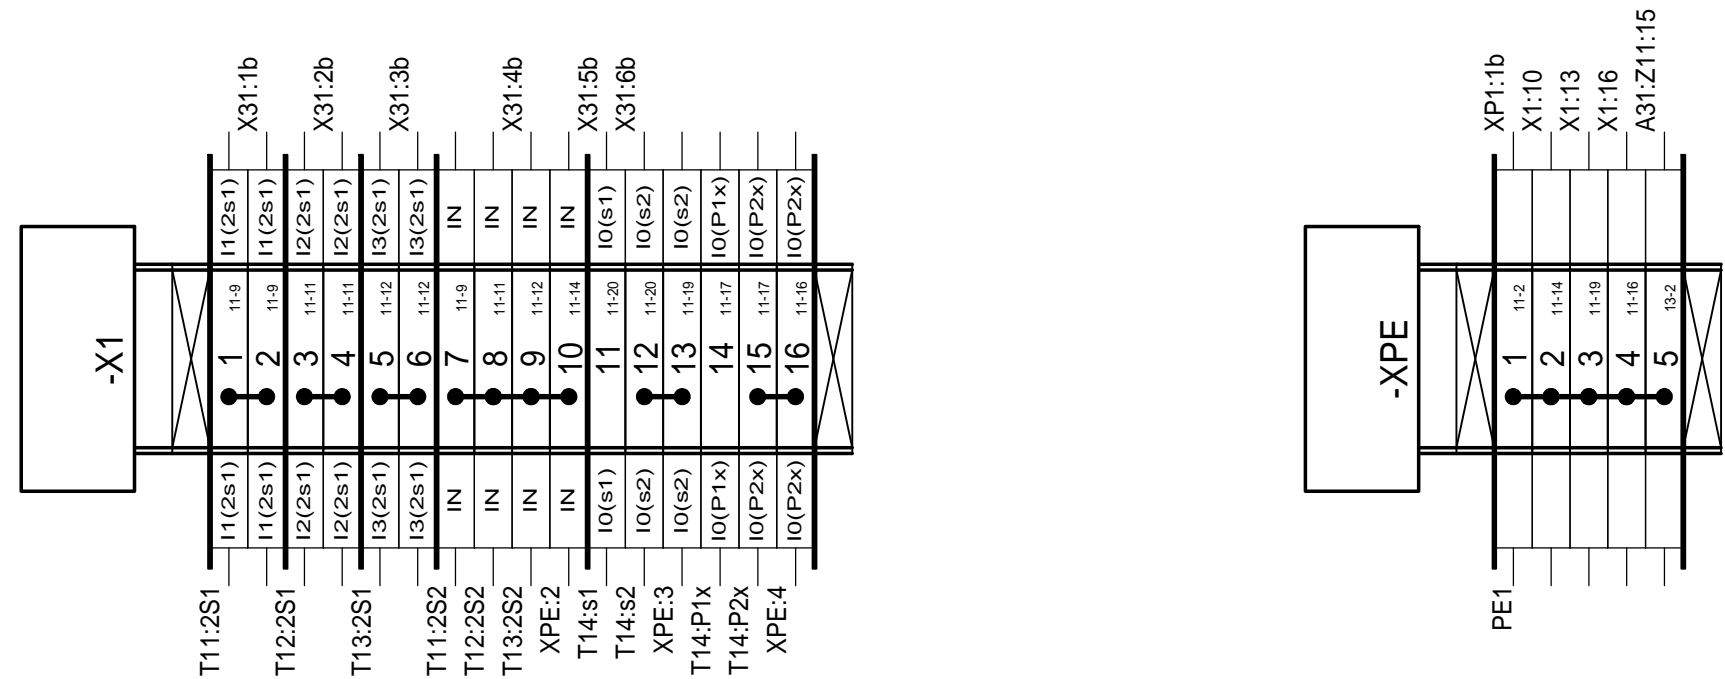 X31:1b
X31:2b
X31:3b
X31:4b
X31:5b
X31:6b
I1(2s1)
I1(2s1)
I2(2s1)
I2(2s1)
I3(2s1)
I3(2s1)
IN
IN
IN
IN
I0(s1)
I0(s2)
I0(s2)
I0(P1x)
I0(P2x)
I0(P2x)
11-9
11-9
11-11
11-11
11-12
11-12
11-9
11-11
11-12
11-14
11-20
11-20
11-19
11-17
11-17
11-16
-X1
1
2
3
4
5
6
7
8
9
10
11
12
13
14
15
16
I1(2s1)
I1(2s1)
I2(2s1)
I2(2s1)
I3(2s1)
I3(2s1)
IN
IN
IN
IN
I0(s1)
I0(s2)
I0(s2)
I0(P1x)
I0(P2x)
I0(P2x)
T11:2S1
T12:2S1
T13:2S1
T11:2S2
T12:2S2
T13:2S2
XPE:2
T14:s1
T14:s2
XPE:3
T14:P1x
T14:P2x
XPE:4
XP1:1b
X1:10
X1:13
X1:16
A31:Z11:15
11-2
11-14
11-19
11-16
13-2
-XPE
1
2
3
4
5
PE1